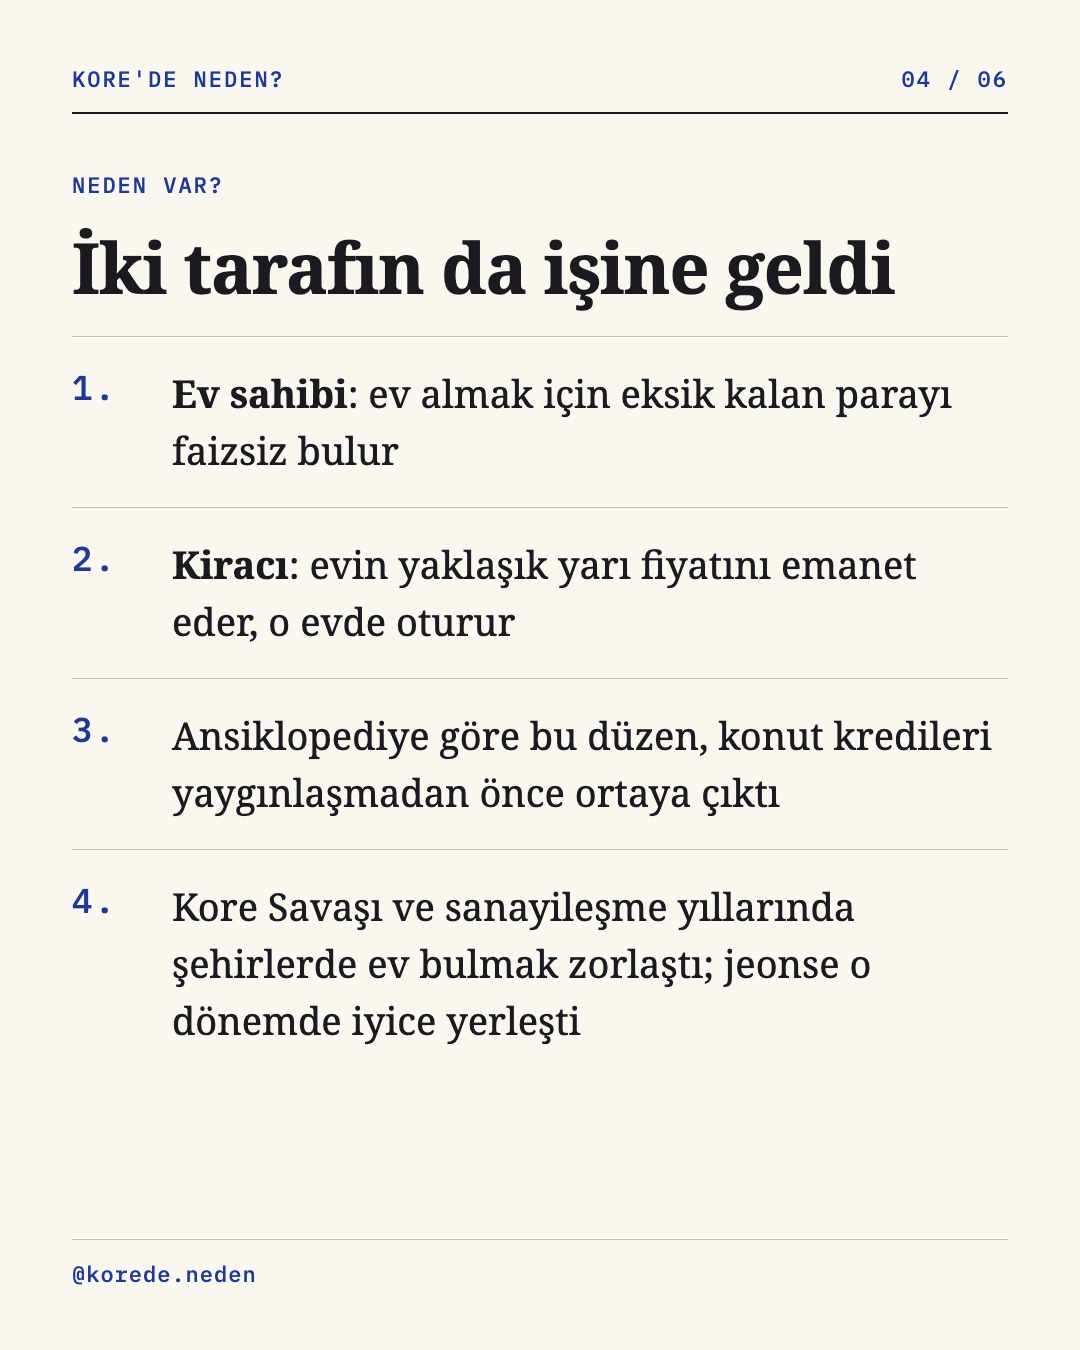 KORE'DE NEDEN?
04 / 06
NEDEN VAR?
İki tarafın da işine geldi
1.
Ev sahibi: ev almak için eksik kalan parayı
faizsiz bulur
2.
Kiracı: evin yaklaşık yarı fiyatını emanet
eder, o evde oturur
3.
Ansiklopediye göre bu düzen, konut kredileri
yaygınlaşmadan önce ortaya çıktı
4.
Kore Savaşı ve sanayileşme yıllarında
şehirlerde ev bulmak zorlaştı; jeonse o
dönemde iyice yerleşti
@korede.neden